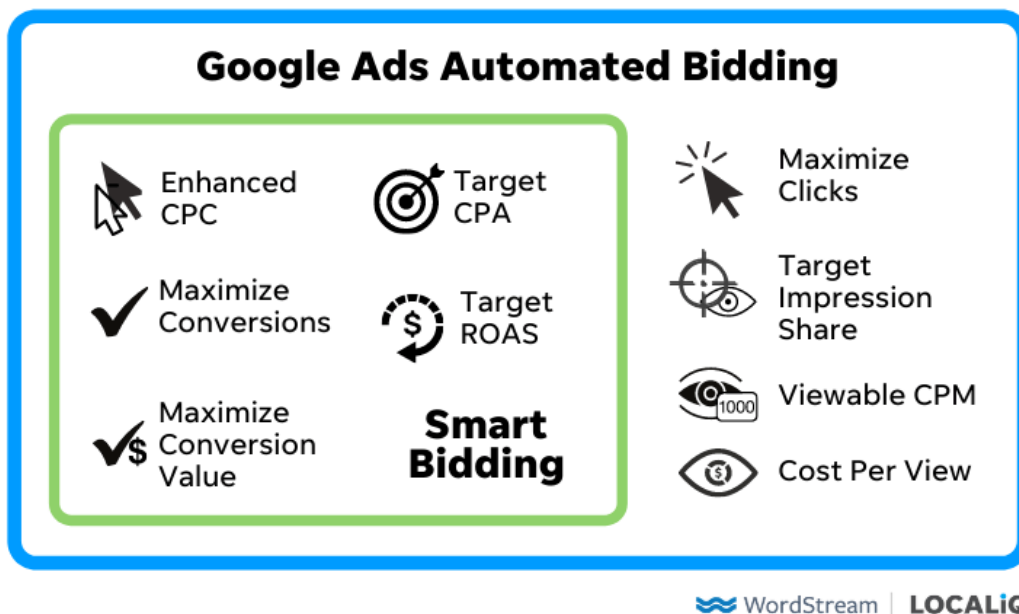 Google Ads Automated Bidding
Enhanced
CPC
Target
CPA
Maximize
Conversions
$
Target
ROAS
$
Maximize
Conversion
Value
Smart
Bidding
Maximize
Clicks
Target
Impression
Share
1000
Viewable CPM
$
Cost Per View
WordStream | LOCALiQ